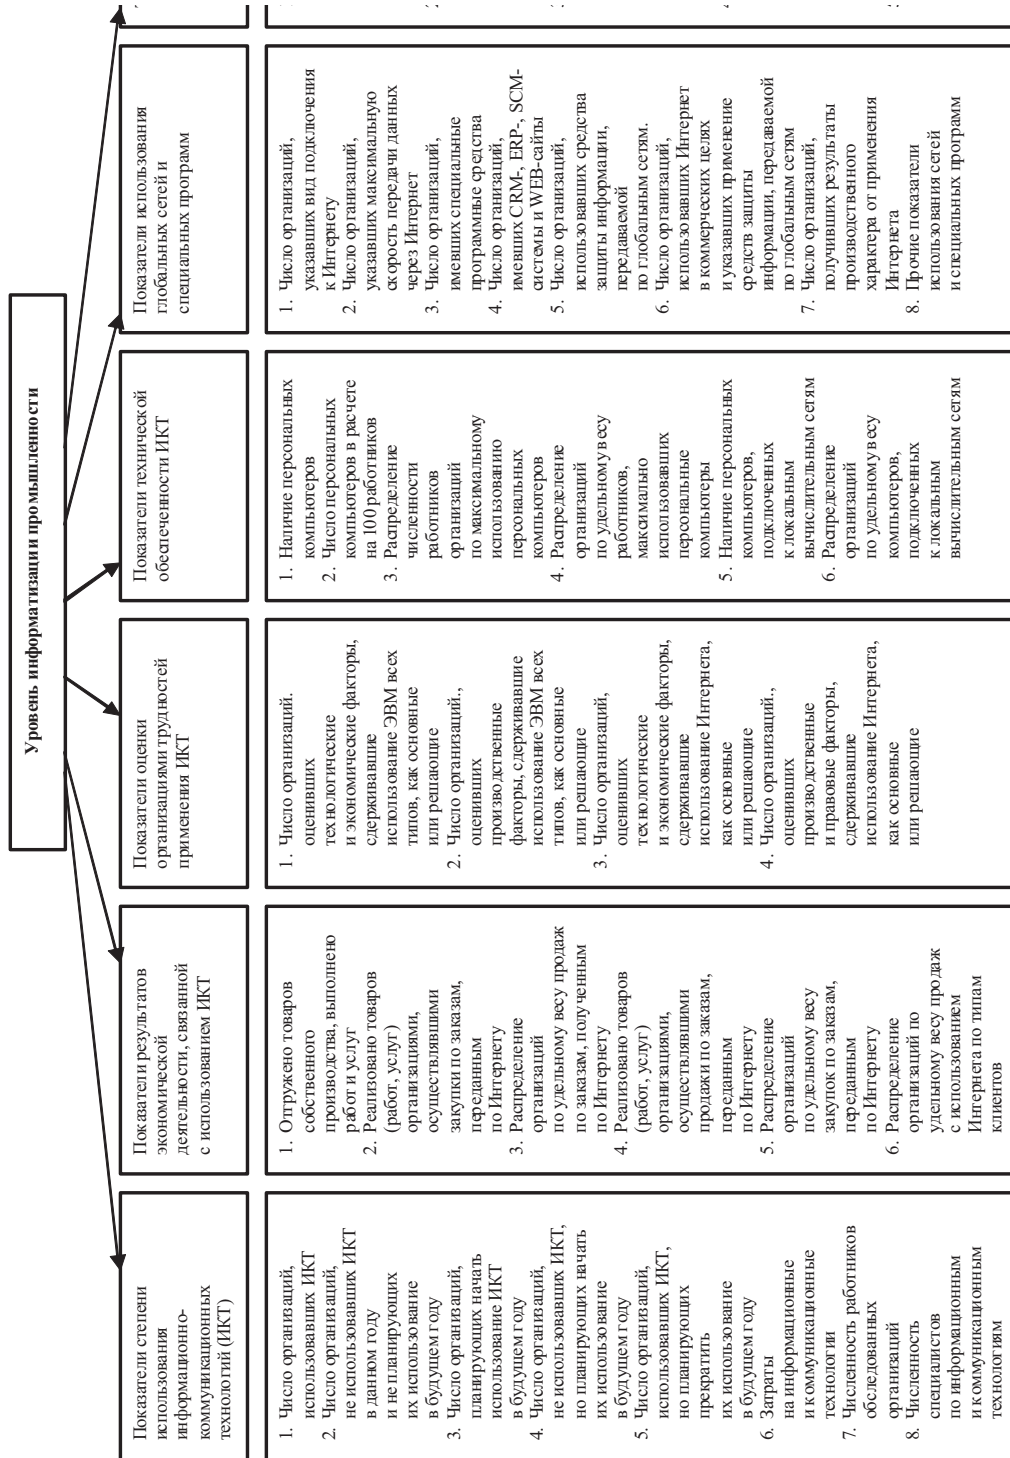 Уровень информатизации промышленности
Показатели степени
использования
информационно-
коммуникационных
технологий (ИКТ)
1. Число организаций,
использовавших ИКТ
2. Число организаций,
не использовавших ИКТ
в данном году
и не планирующих
их использование
в будущем году
3. Число организаций,
планирующих начать
использование ИКТ
в будущем году
4. Число организаций,
не использовавших ИКТ,
но планирующих начать
их использование
в будущем году
5. Число организаций,
использовавших ИКТ,
но планирующих
прекратить
их использование
в будущем году
6. Затраты
на информационные
и коммуникационные
технологии
7. Численность работников
обследованных
организаций
8. Численность
специалистов
по информационным
и коммуникационным
технологиям
Показатели результатов
экономической
деятельности, связанной
с использованием ИКТ
1. Отгружено товаров
собственного
производства, выполнено
работ и услуг
2. Реализовано товаров
(работ, услуг)
организациями,
осуществлявшими
закупки по заказам,
переданным
по Интернету
3. Распределение
организаций
по удельному весу продаж
по заказам, полученным
по Интернету
4. Реализовано товаров
(работ, услуг)
организациями,
осуществлявшими
продажи по заказам,
переданным
по Интернету
5. Распределение
организаций
по удельному весу
закупок по заказам,
переданным
по Интернету
6. Распределение
организаций по
удельному весу продаж
с использованием
Интернета по типам
клиентов
Показатели оценки
организациями трудностей
применения ИКТ
1. Число организаций.
оценивших
технологические
и экономические факторы,
сдерживавшие
использование ЭВМ всех
типов, как основные
или решающие
2. Число организаций.,
оценивших
производственные
факторы, сдерживавшие
использование ЭВМ всех
типов, как основные
или решающие
3. Число организаций,
оценивших
технологические
и экономические факторы,
сдерживавшие
использование Интернета,
как основные
или решающие
4. Число организаций.,
оценивших
производственные
и правовые факторы,
сдерживавшие
использование Интернета,
как основные
или решающие
Показатели технической
обеспеченности ИКТ
1. Наличие персональных
компьютеров
2. Число персональных
компьютеров в расчете
на 100 работников
3. Распределение
численности
работников
организаций
по максимальному
использованию
персональных
компьютеров
4. Распределение
организаций
по удельному весу
работников,
максимально
использовавших
персональные
компьютеры
5. Наличие персональных
компьютеров,
подключенных
к локальным
вычислительным сетям
6. Распределение
организаций
по удельному весу
компьютеров,
подключенных
к локальным
вычислительным сетям
Показатели использования
глобальных сетей и
специальных программ
1. Число организаций,
указавших вид подключения
к Интернету
2. Число организаций,
указавших максимальную
скорость передачи данных
через Интернет
3. Число организаций,
имевших специальные
программные средства
4. Число организаций,
имевших CRM-, ERP-, SCM-
системы и WEB-сайты
5. Число организаций,
использовавших средства
защиты информации,
передаваемой
по глобальным сетям.
6. Число организаций,
использовавших Интернет
в коммерческих целях
и указавших применение
средств защиты
информации, передаваемой
по глобальным сетям
7. Число организаций,
получивших результаты
производственного
характера от применения
Интернета
8. Прочие показатели
использования сетей
и специальных программ